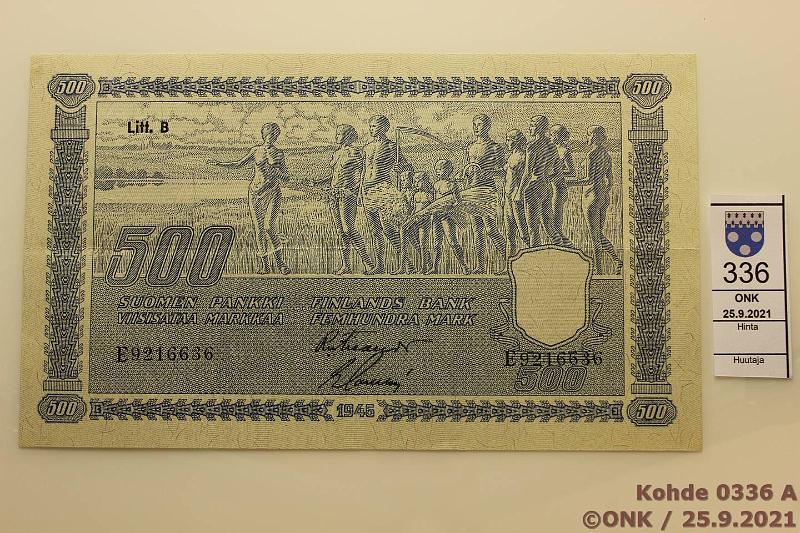 500
500
Litt. B
500
SUOMEN PANKKI
VIISISATAA MARKKAA
FINLANDS BANK
FEMHUNDRA MARK
E9216636
E9216636
500
500
1945
500
336
ONK
25.9.2021
Hinta
Huutaja
Kohde 0336 A
©ONK / 25.9.2021